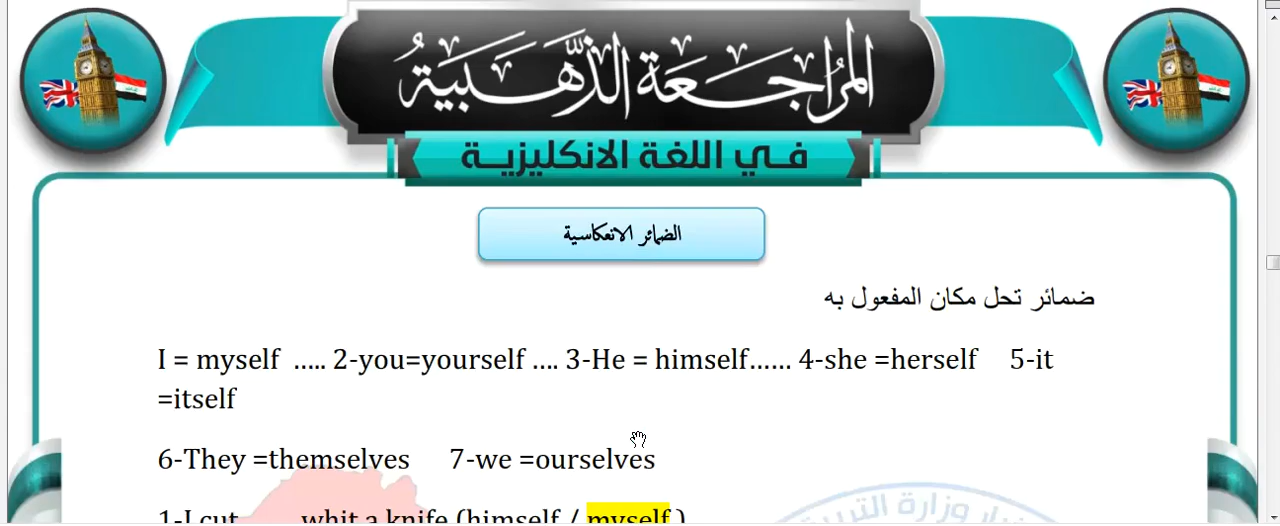 المراجعة الذهبية
في اللغة الانكليزية
الضمائر الانعكاسية
ضمائر تحل مكان المفعول به
I = myself ..... 2-you=yourself .... 3-He = himself...... 4-she =herself 5-it
=itself
6-They =themselves 7-we =ourselves
1-I cut whit a knife (himself / myself )
وزارة